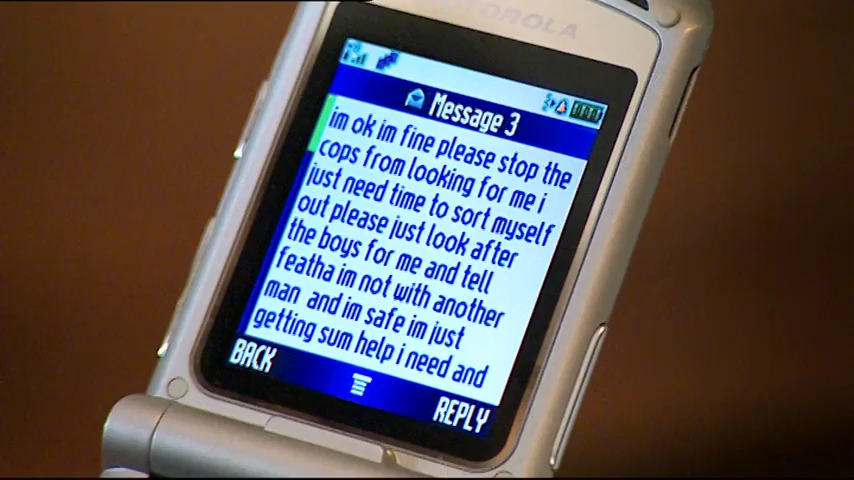 MOTOROLA
Message 3
im ok im fine please stop the
cops from looking for me i
just need time to sort myself
out please just look after
the boys for me and tell
featha im not with another
man and im safe im just
getting sum help i need and
BACK
REPLY